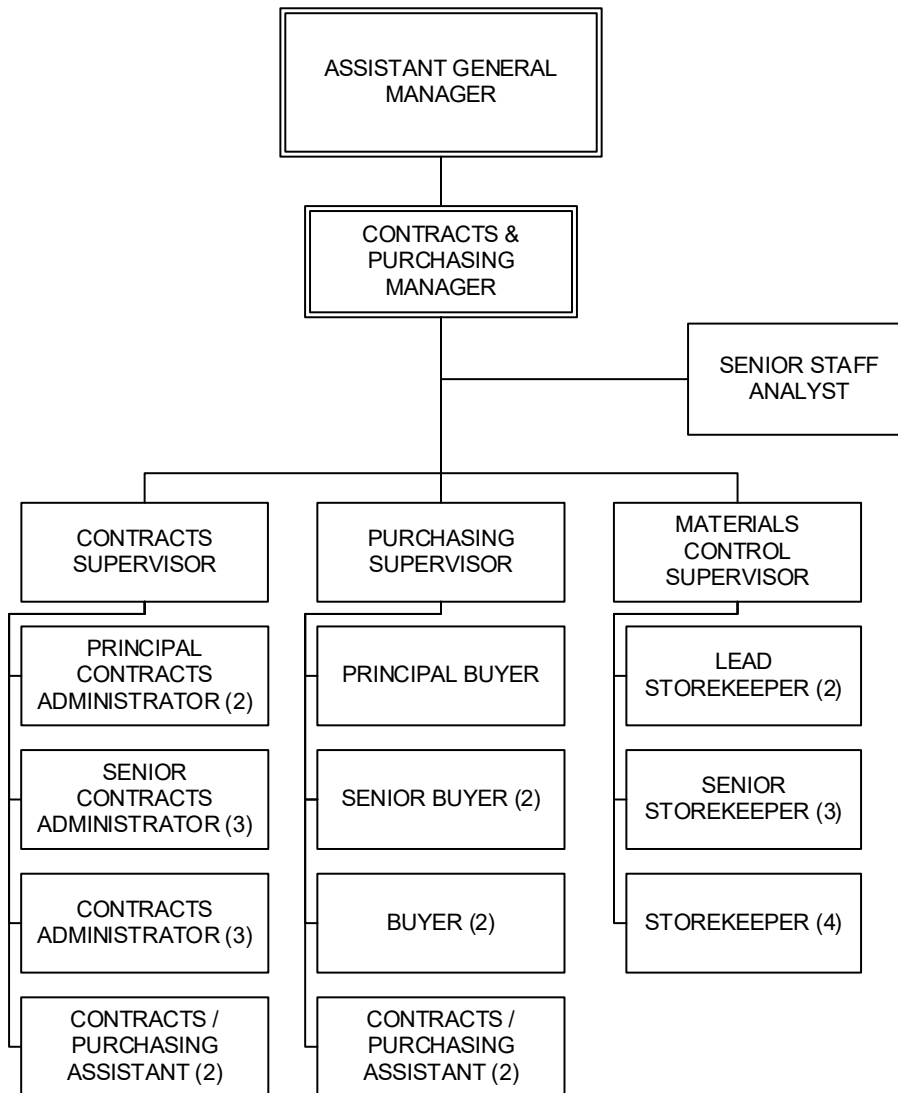 ASSISTANT GENERAL
MANAGER
CONTRACTS &
PURCHASING
MANAGER
SENIOR STAFF
ANALYST
CONTRACTS
SUPERVISOR
PRINCIPAL
CONTRACTS
ADMINISTRATOR (2)
SENIOR
CONTRACTS
ADMINISTRATOR (3)
CONTRACTS
ADMINISTRATOR (3)
CONTRACTS /
PURCHASING
ASSISTANT (2)
PURCHASING
SUPERVISOR
PRINCIPAL BUYER
SENIOR BUYER (2)
BUYER (2)
CONTRACTS /
PURCHASING
ASSISTANT (2)
MATERIALS
CONTROL
SUPERVISOR
LEAD
STOREKEEPER (2)
SENIOR
STOREKEEPER (3)
STOREKEEPER (4)